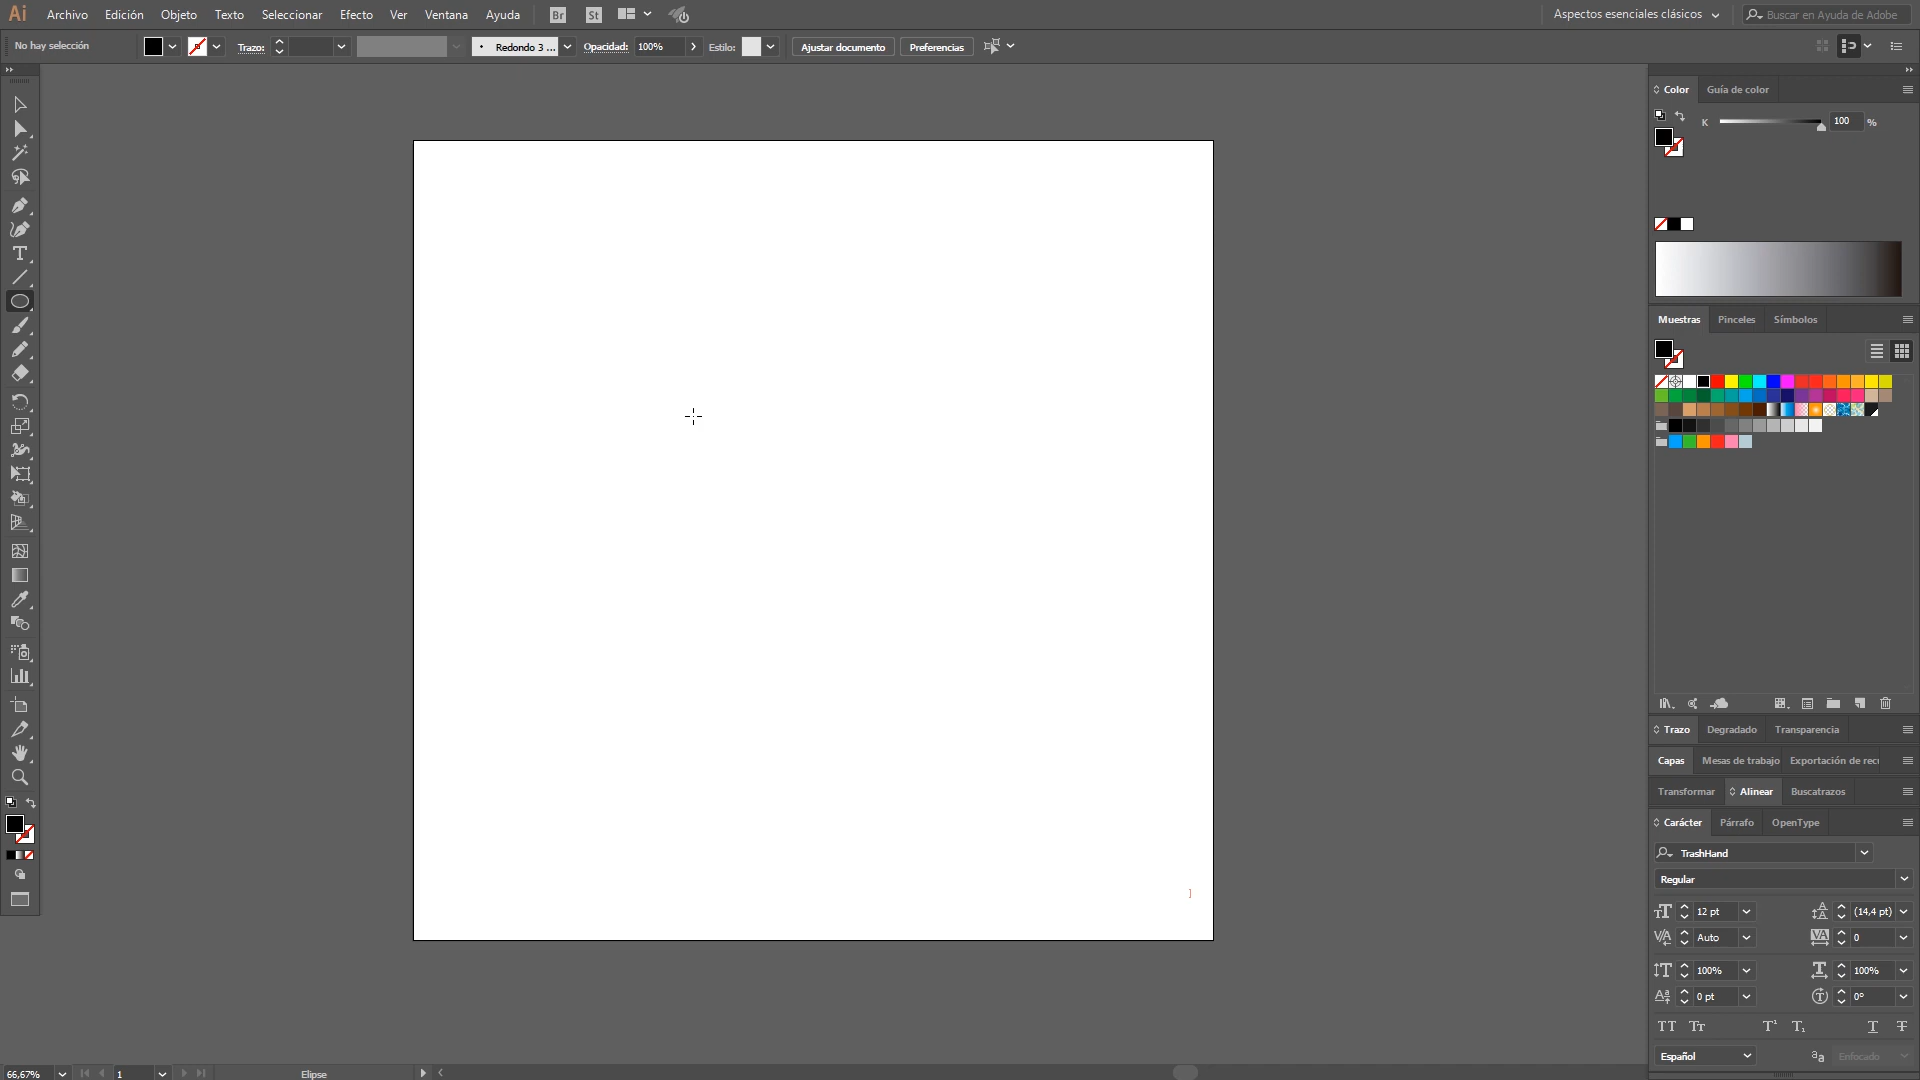 Ai Archivo Edición Objeto Texto Seleccionar Efecto Ver Ventana Ayuda Br St Aspectos esenciales clásicos Buscar en Ayuda de Adobe
No hay selección Trazo: Redondo 3 ... Opacidad: 100% Estilo: Ajustar documento Preferencias
Color Guía de color
K 100 %
Muestras Pinceles Símbolos
Trazo Degradado Transparencia
Capas Mesas de trabajo Exportación de recu
Transformar Alinear Buscatrazos
Carácter Párrafo OpenType
TrashHand
Regular
12 pt (14,4 pt)
Auto 0
100% 100%
0 pt 0°
Español Enfocado
66,67% 1 Elipse